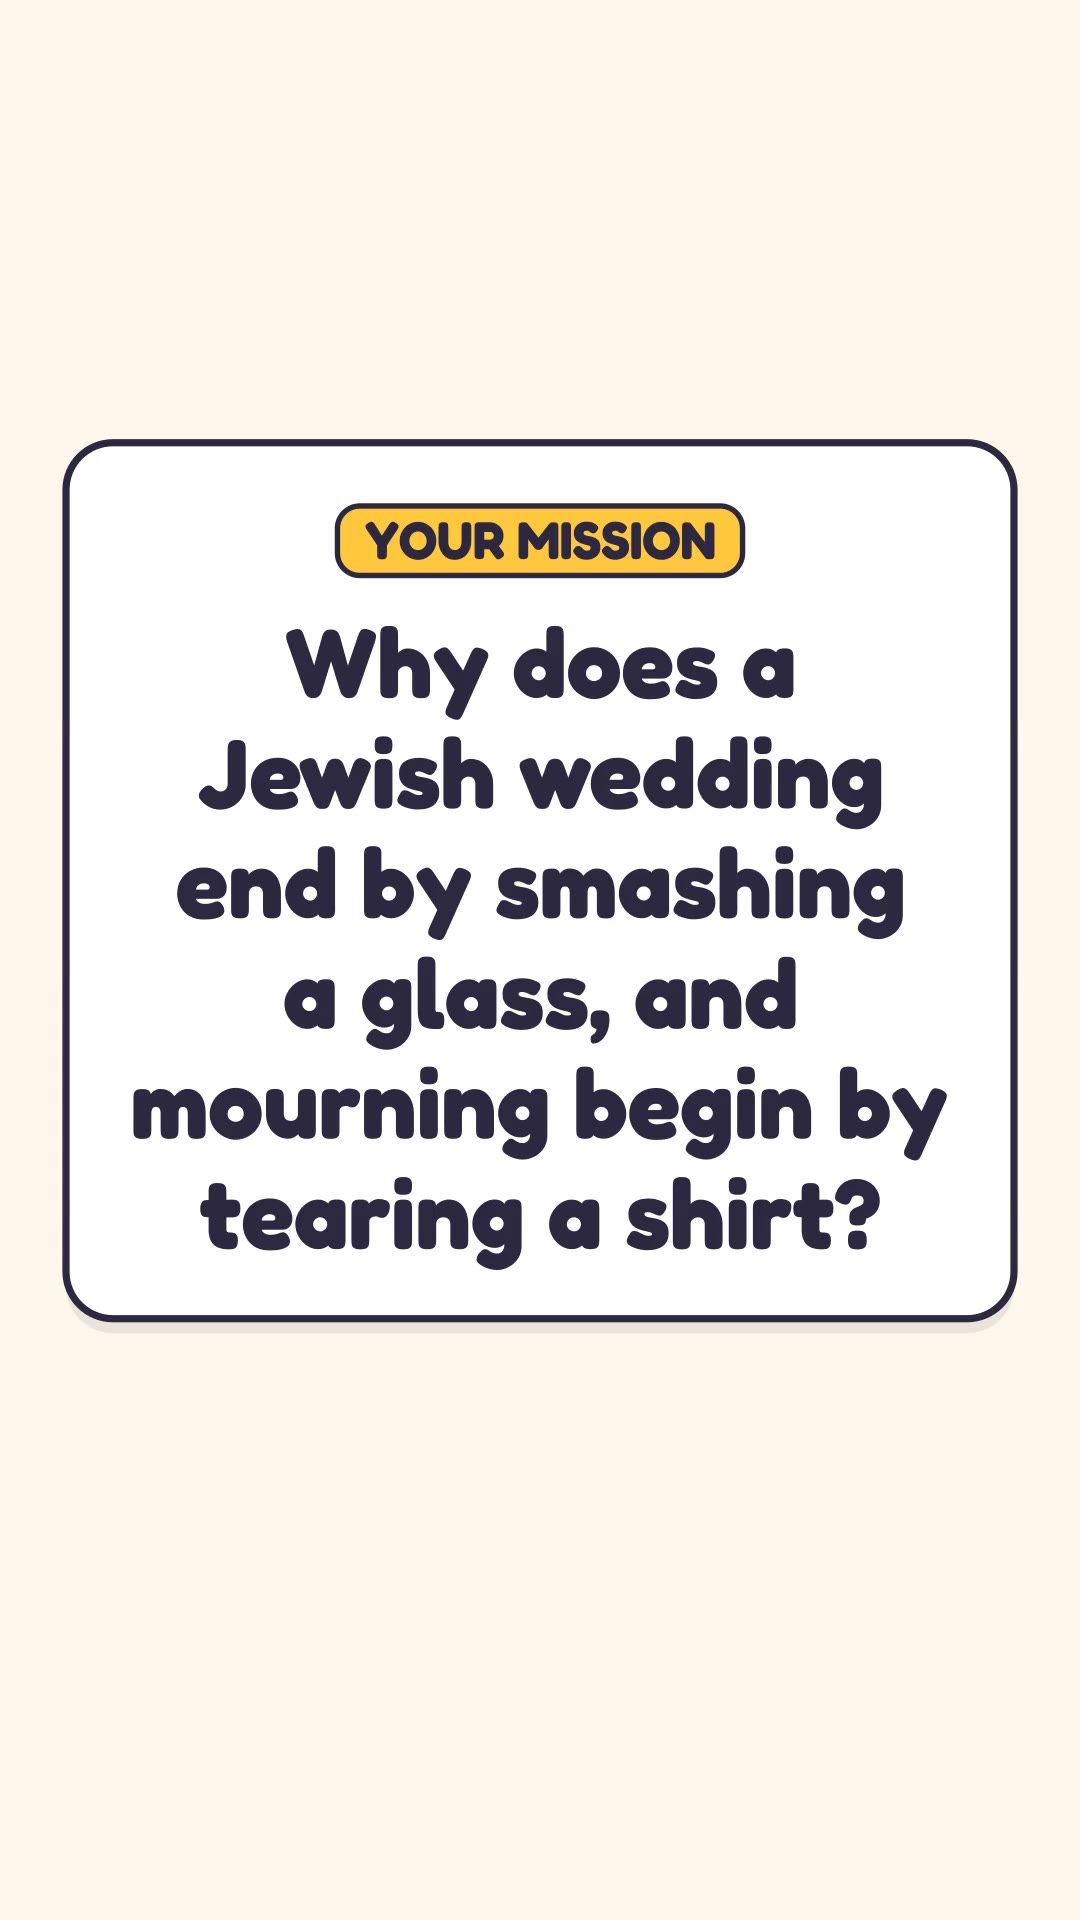 YOUR MISSION
Why does a
Jewish wedding
end by smashing
a glass, and
mourning begin by
tearing a shirt?